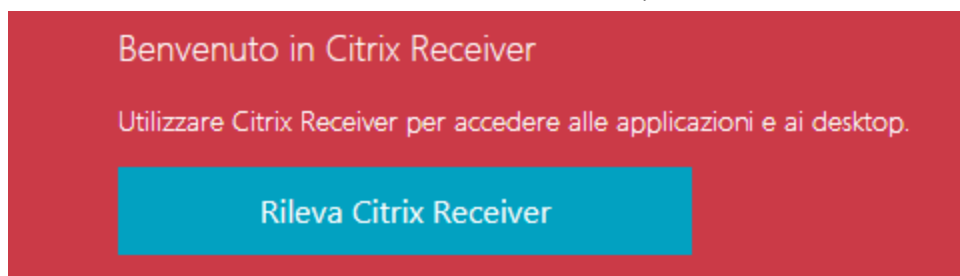 Benvenuto in Citrix Receiver
Utilizzare Citrix Receiver per accedere alle applicazioni e ai desktop.
Rileva Citrix Receiver